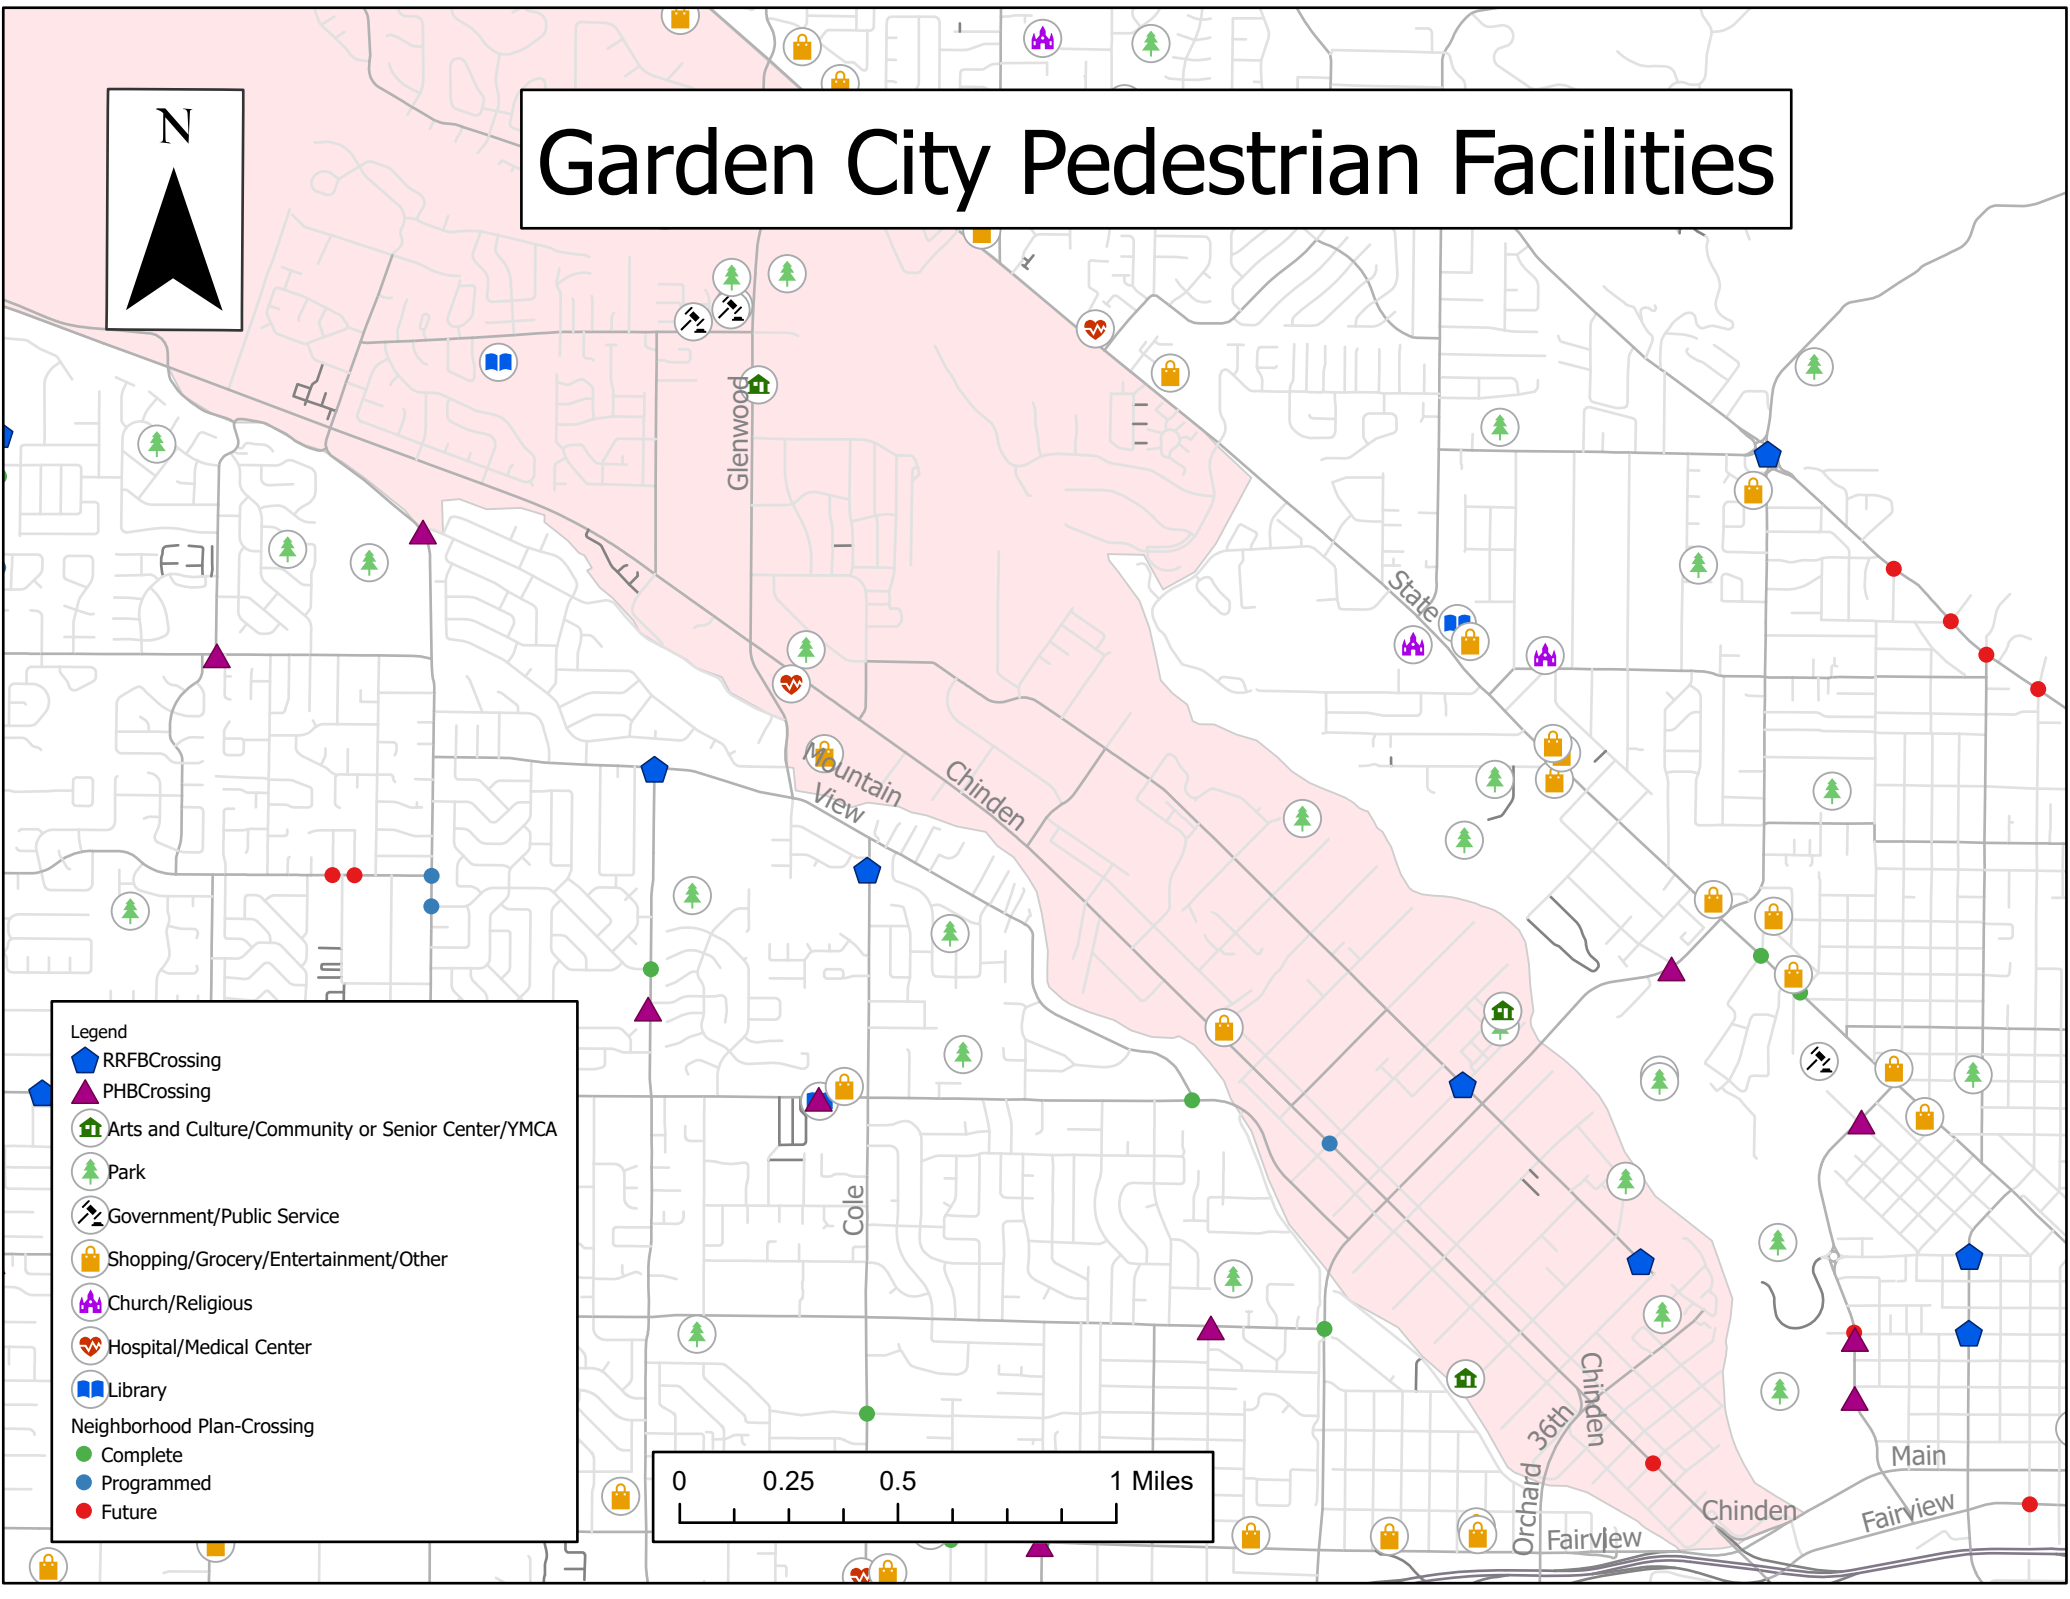 N
Garden City Pedestrian Facilities
Glenwood
State
Mountain
View
Chinden
Cole
Legend
RRFBCrossing
PHBCrossing
Arts and Culture/Community or Senior Center/YMCA
Park
Government/Public Service
Shopping/Grocery/Entertainment/Other
Church/Religious
Hospital/Medical Center
Library
Neighborhood Plan-Crossing
Complete
Programmed
Future
0 0.25 0.5 1 Miles
Chinden
36th
Orchard
Fairview
Chinden
Main
Fairview